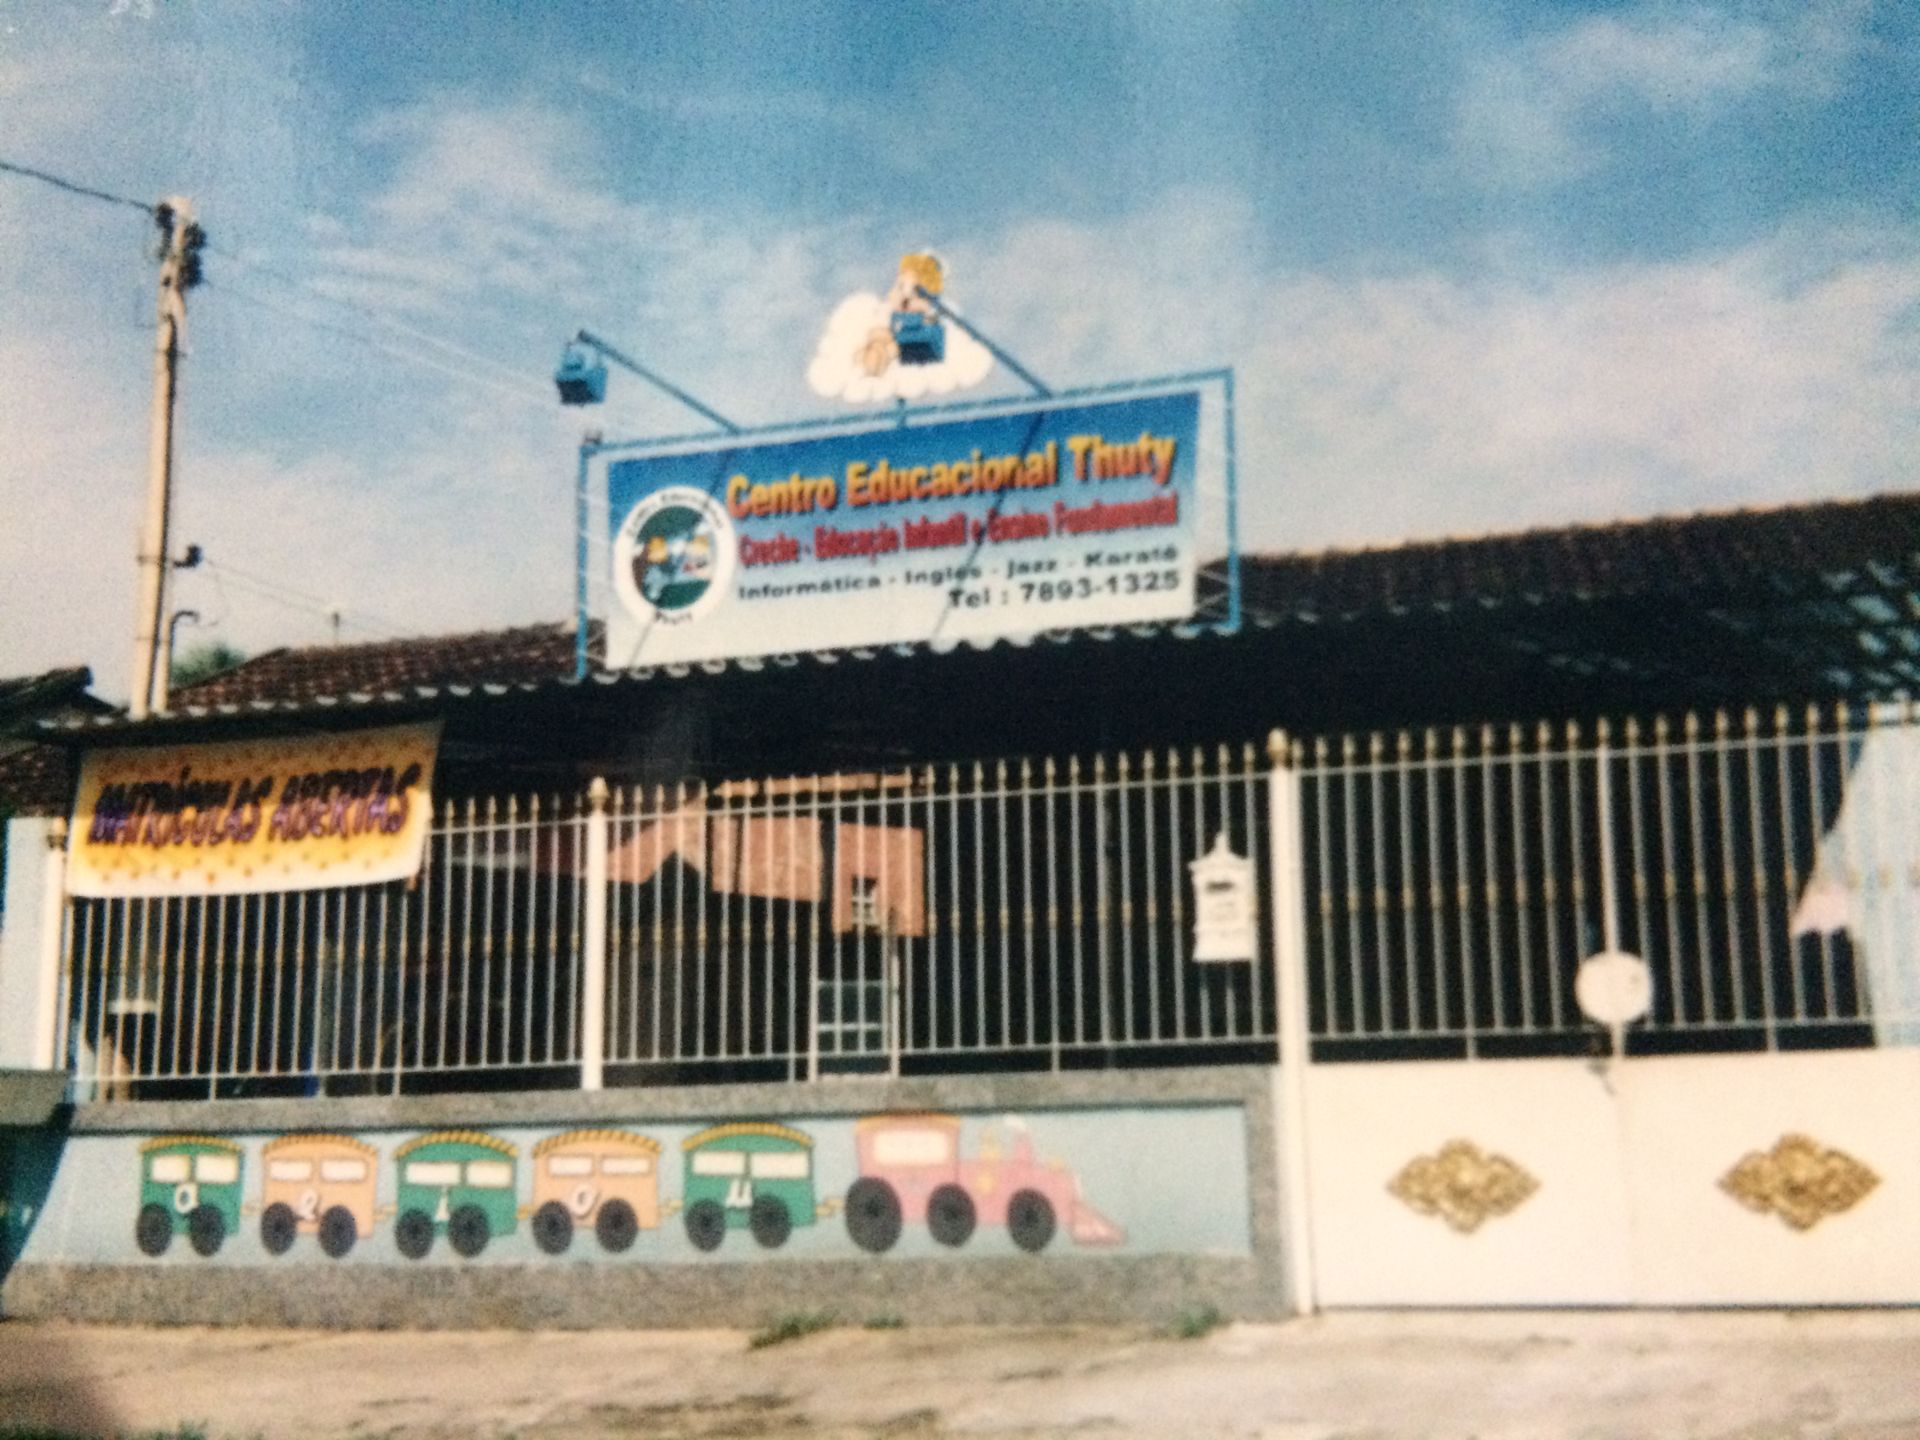 Centro Educacional Thuty
Creche - Educação Infantil e Ensino Fundamental
Informática - Inglês - Jazz - Karatê
Tel : 7893-1325
MATRÍCULAS ABERTAS